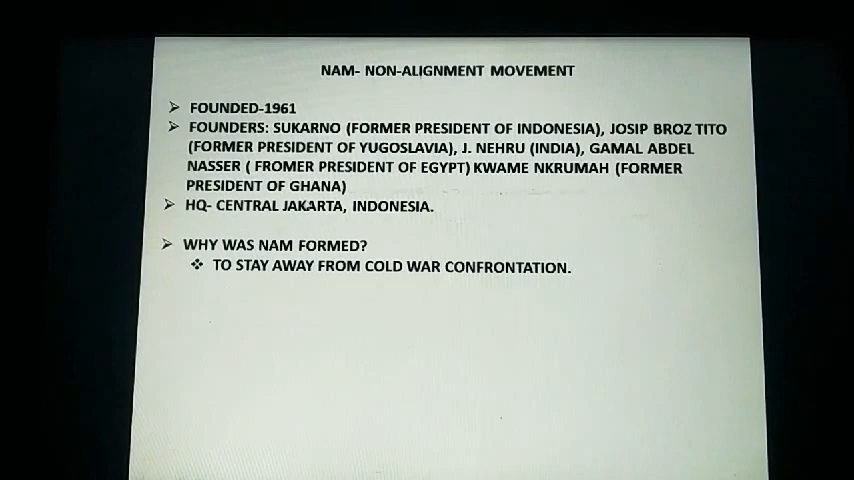 NAM- NON-ALIGNMENT MOVEMENT
➢ FOUNDED-1961
➢ FOUNDERS: SUKARNO (FORMER PRESIDENT OF INDONESIA), JOSIP BROZ TITO
(FORMER PRESIDENT OF YUGOSLAVIA), J. NEHRU (INDIA), GAMAL ABDEL
NASSER ( FROMER PRESIDENT OF EGYPT) KWAME NKRUMAH (FORMER
PRESIDENT OF GHANA)
➢ HQ- CENTRAL JAKARTA, INDONESIA.
➢ WHY WAS NAM FORMED?
❖ TO STAY AWAY FROM COLD WAR CONFRONTATION.